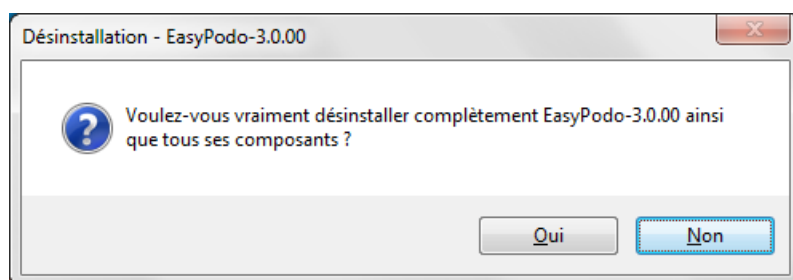 Désinstallation - EasyPodo-3.0.00
Voulez-vous vraiment désinstaller complètement EasyPodo-3.0.00 ainsi
que tous ses composants ?
Oui
Non